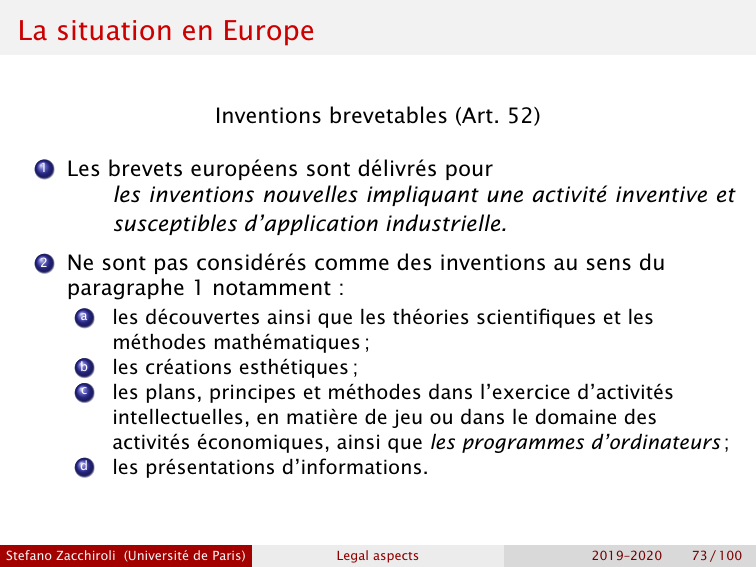 La situation en Europe
Inventions brevetables (Art. 52)
1 Les brevets européens sont délivrés pour
les inventions nouvelles impliquant une activité inventive et
susceptibles d’application industrielle.
2 Ne sont pas considérés comme des inventions au sens du
paragraphe 1 notamment :
a les découvertes ainsi que les théories scientifiques et les
méthodes mathématiques ;
b les créations esthétiques ;
c les plans, principes et méthodes dans l’exercice d’activités
intellectuelles, en matière de jeu ou dans le domaine des
activités économiques, ainsi que les programmes d’ordinateurs ;
d les présentations d’informations.
Stefano Zacchiroli (Université de Paris) Legal aspects 2019–2020 73 / 100